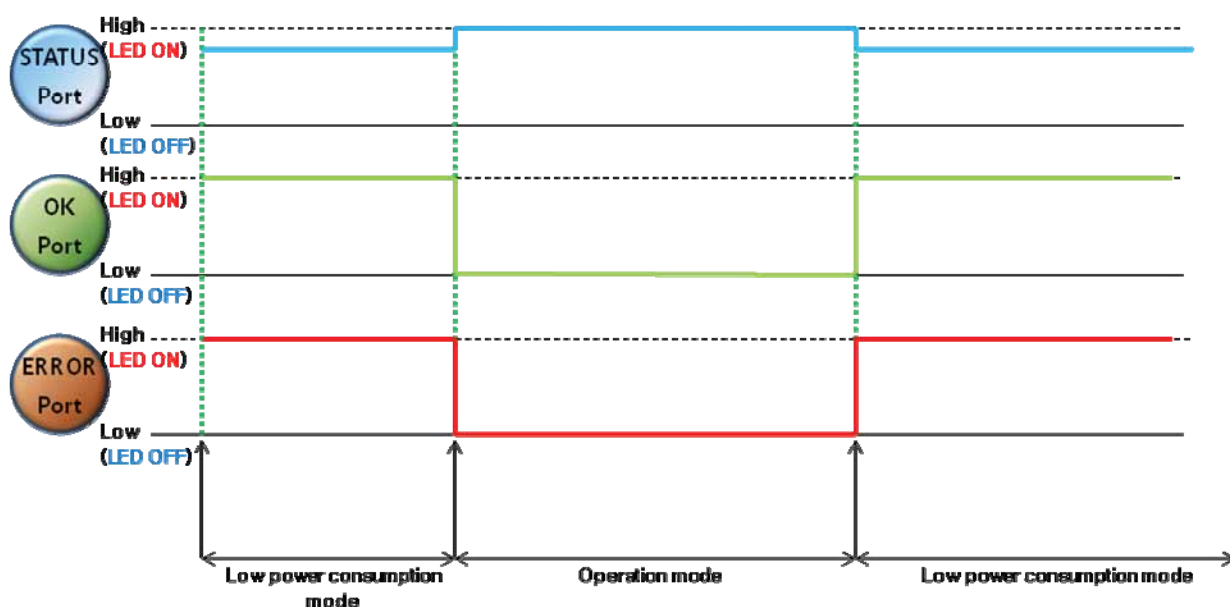 High
(LED ON)
STATUS
Port
Low
(LED OFF)
High
(LED ON)
OK
Port
Low
(LED OFF)
High
(LED ON)
ERROR
Port
Low
(LED OFF)
Low power consumption
mode
Operation mode
Low power consumption mode